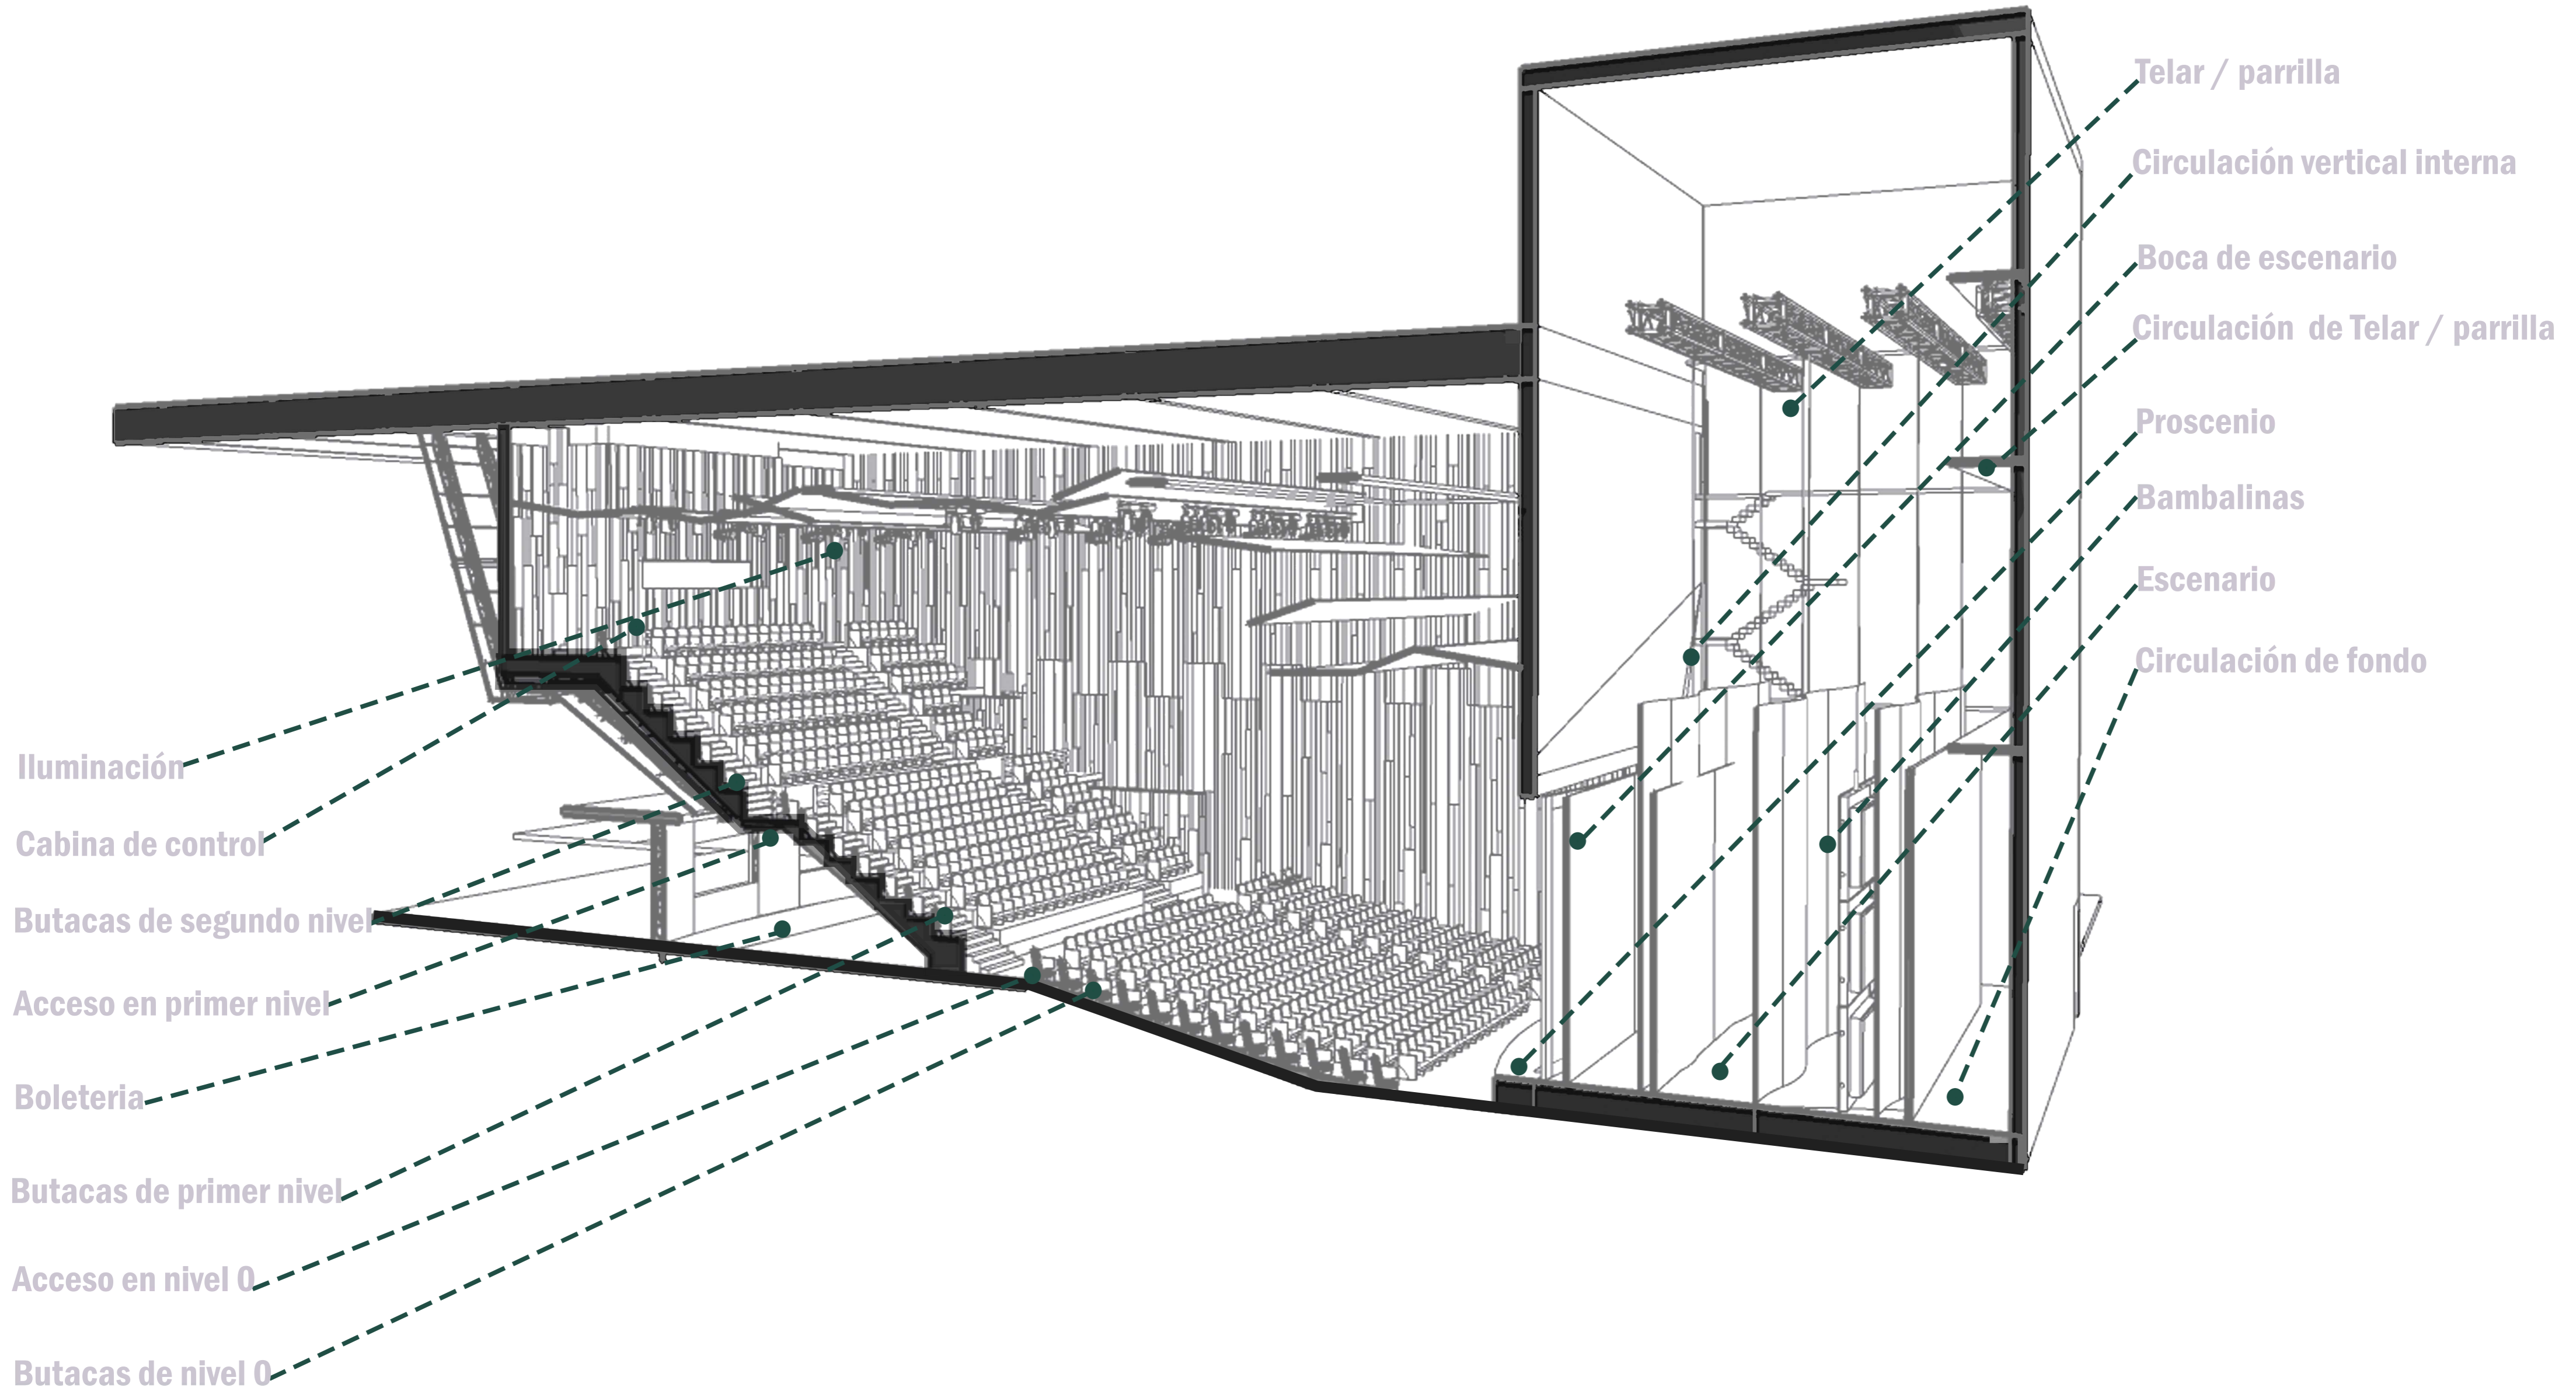 Telar / parrilla
Circulación vertical interna
Boca de escenario
Circulación  de Telar / parrilla
Proscenio
Bambalinas
Escenario
Circulación de fondo
Iluminación
Cabina de control
Butacas de segundo nivel
Acceso en primer nivel
Boleteria
Butacas de primer nivel
Acceso en nivel 0
Butacas de nivel 0